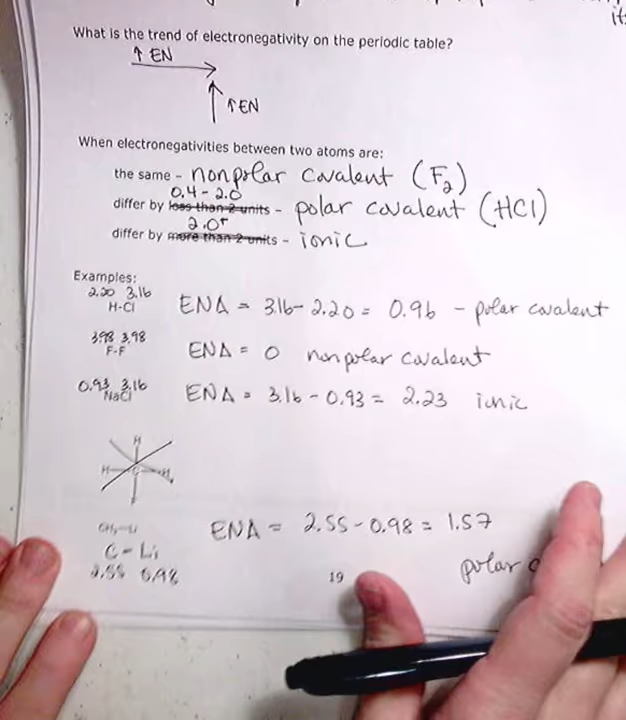 What is the trend of electronegativity on the periodic table?
↑ EN
↑ EN
When electronegativities between two atoms are:
the same - nonpolar covalent (F₂)
0.4 - 2.0
differ by less than 2 units - polar covalent (HCl)
2.0+
differ by more than 2 units - ionic
Examples:
2.20 3.16
H-Cl ENΔ = 3.16 - 2.20 = 0.96 - polar covalent
3.98 3.98
F-F ENΔ = 0 nonpolar covalent
0.93 3.16
NaCl ENΔ = 3.16 - 0.93 = 2.23 ionic
H
H C H
CH₃-Li ENΔ = 2.55 - 0.98 = 1.57
C - Li
2.55 0.98 polar
19